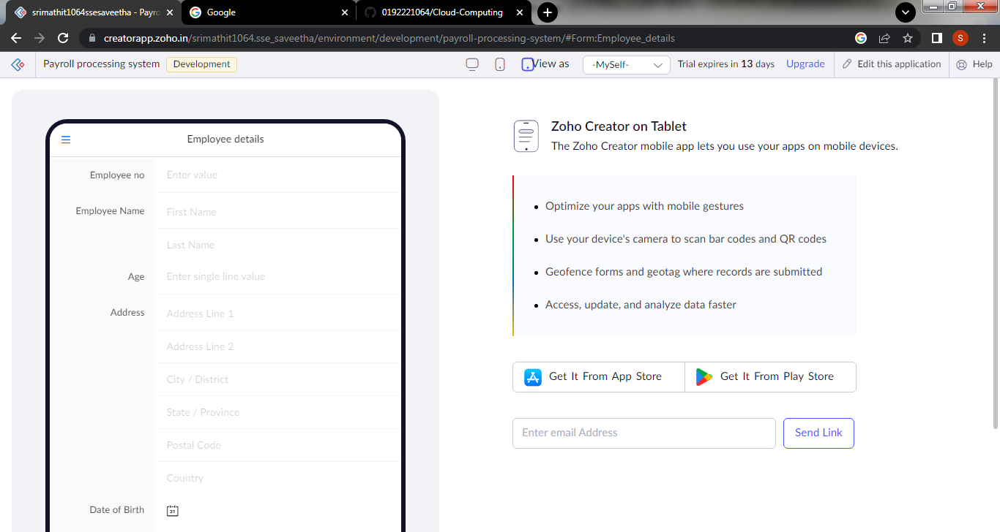 srimathit1064ssesaveetha - Payro
Google
0192221064/Cloud-Computing
creatorapp.zoho.in/srimathit1064.sse_saveetha/environment/development/payroll-processing-system/#Form:Employee_details
S
Payroll processing system
Development
View as
-MySelf-
Trial expires in 13 days
Upgrade
Edit this application
Help
Employee details
Employee no
Enter value
Employee Name
First Name
Last Name
Age
Enter single line value
Address
Address Line 1
Address Line 2
City / District
State / Province
Postal Code
Country
Date of Birth
31
Zoho Creator on Tablet
The Zoho Creator mobile app lets you use your apps on mobile devices.
Optimize your apps with mobile gestures
Use your device's camera to scan bar codes and QR codes
Geofence forms and geotag where records are submitted
Access, update, and analyze data faster
Get It From App Store
Get It From Play Store
Enter email Address
Send Link